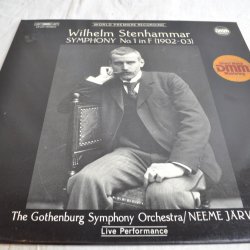 WORLD PREMIERE RECORDING
Wilhelm Stenhammar
SYMPHONY No.1 in F (1902-03)
DMM
The Gothenburg Symphony Orchestra/NEEME JÄRVI
Live Performance